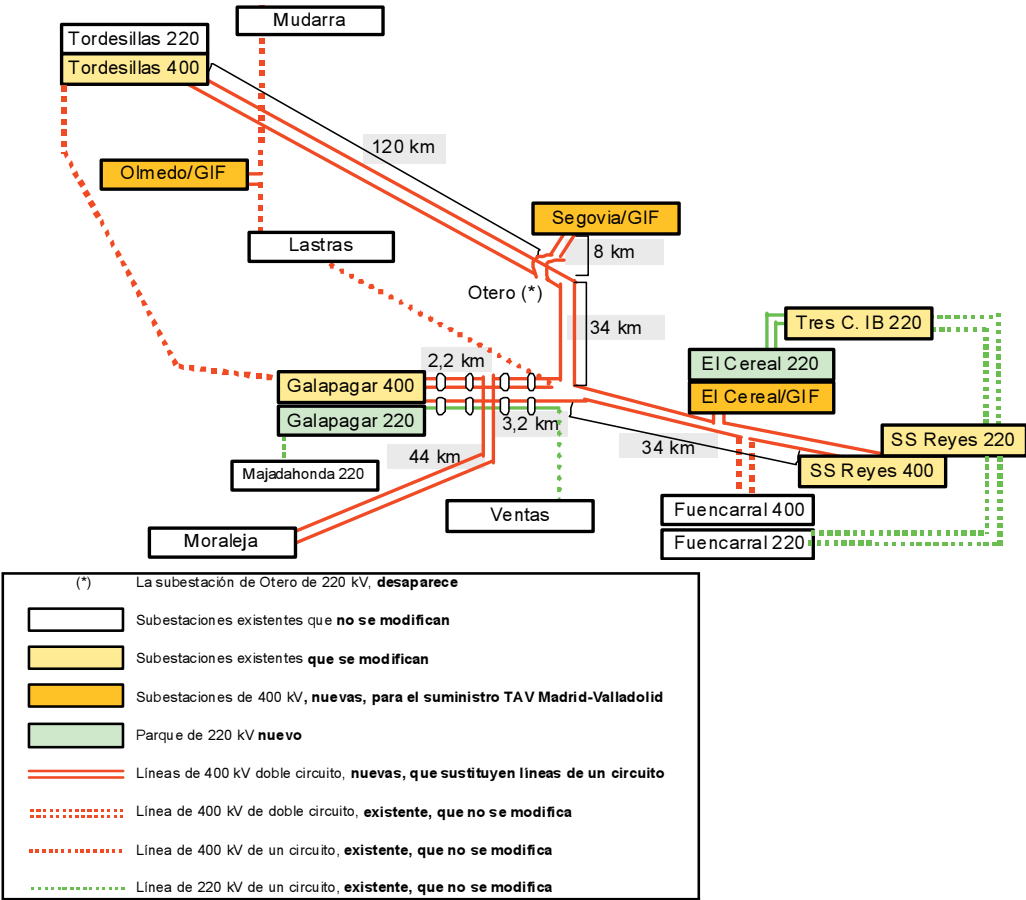 Mudarra
Tordesillas 220
Tordesillas 400
120 km
Olmedo/GIF
Segovia/GIF
Lastras
8 km
Otero (*)
34 km
Tres C. IB 220
2,2 km
El Cereal 220
Galapagar 400
El Cereal/GIF
Galapagar 220
3,2 km
SS Reyes 220
44 km
34 km
Majadahonda 220
SS Reyes 400
Fuencarral 400
Ventas
Moraleja
Fuencarral 220
(*) La subestación de Otero de 220 kV, desaparece
Subestaciones existentes que no se modifican
Subestaciones existentes que se modifican
Subestaciones de 400 kV, nuevas, para el suministro TAV Madrid-Valladolid
Parque de 220 kV nuevo
Líneas de 400 kV doble circuito, nuevas, que sustituyen líneas de un circuito
Línea de 400 kV de doble circuito, existente, que no se modifica
Línea de 400 kV de un circuito, existente, que no se modifica
Línea de 220 kV de un circuito, existente, que no se modifica